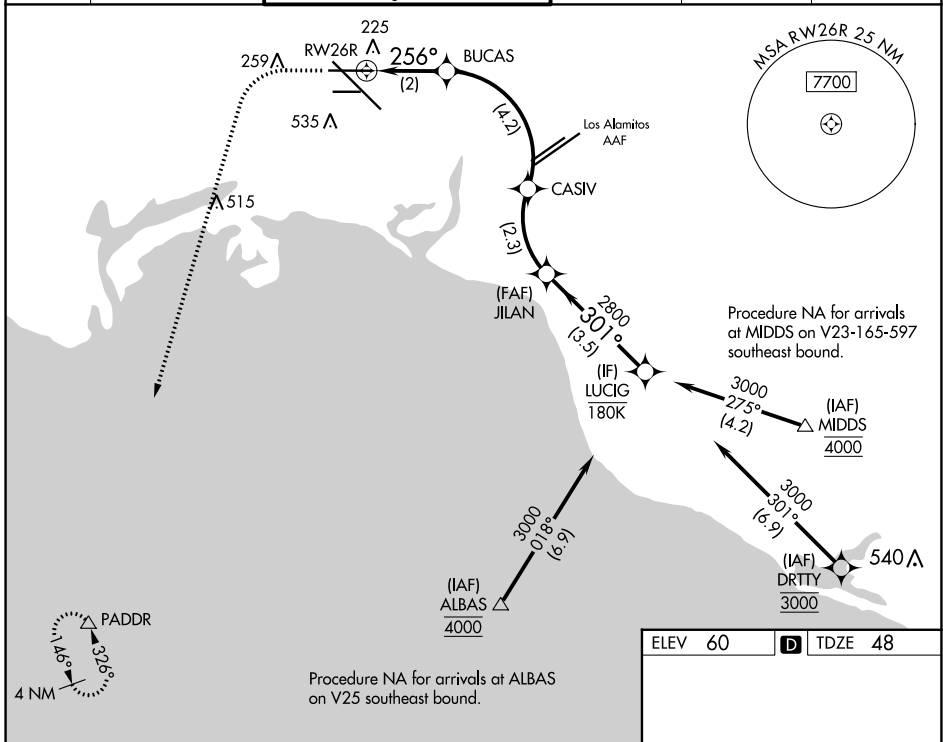 225
RW26R
259
256°
BUCAS
(2)
535
MSA RW26R 25 NM
7700
(4.2)
Los Alamitos
AAF
CASIV
515
(2.3)
(FAF)
JILAN
2800
301°
(3.5)
Procedure NA for arrivals
at MIDDS on V23-165-597
southeast bound.
(IF)
LUCIG
180K
3000
275°
(4.2)
(IAF)
MIDDS
4000
3000
018°
(6.9)
3000
301°
(6.9)
(IAF)
ALBAS
4000
(IAF)
DRTTY
3000
540
PADDR
146°
326°
4 NM
Procedure NA for arrivals at ALBAS
on V25 southeast bound.
ELEV 60 D TDZE 48